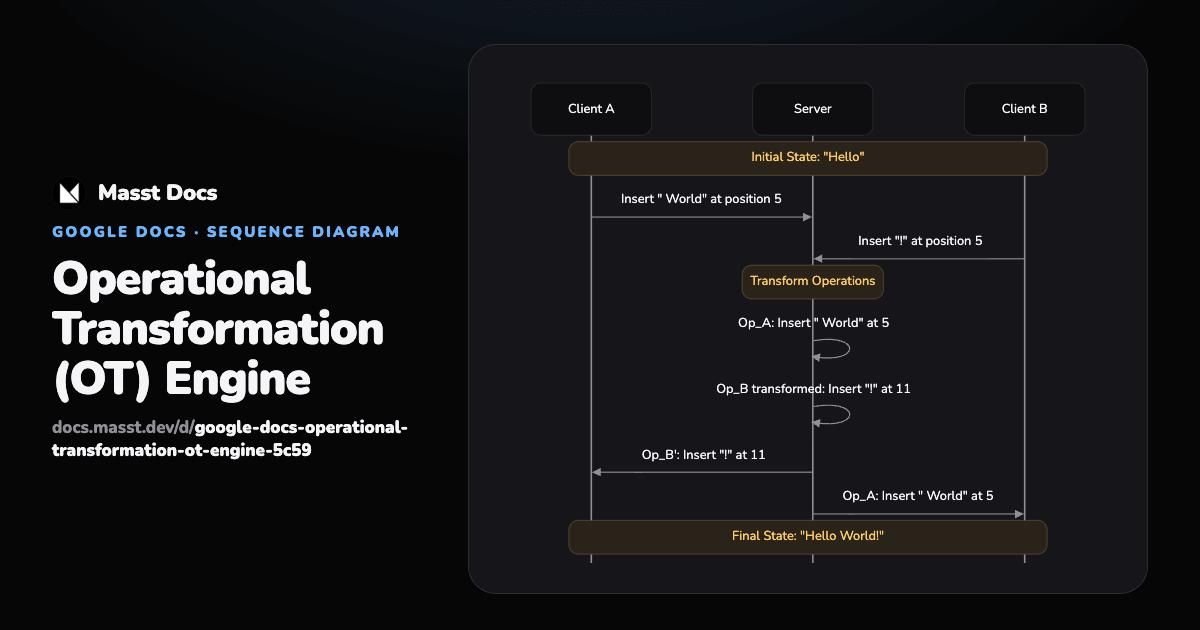 Masst Docs
GOOGLE DOCS · SEQUENCE DIAGRAM
Operational
Transformation
(OT) Engine
docs.masst.dev/d/google-docs-operational-
transformation-ot-engine-5c59
Client A
Server
Client B
Initial State: "Hello"
Insert " World" at position 5
Insert "!" at position 5
Transform Operations
Op_A: Insert " World" at 5
Op_B transformed: Insert "!" at 11
Op_B': Insert "!" at 11
Op_A: Insert " World" at 5
Final State: "Hello World!"